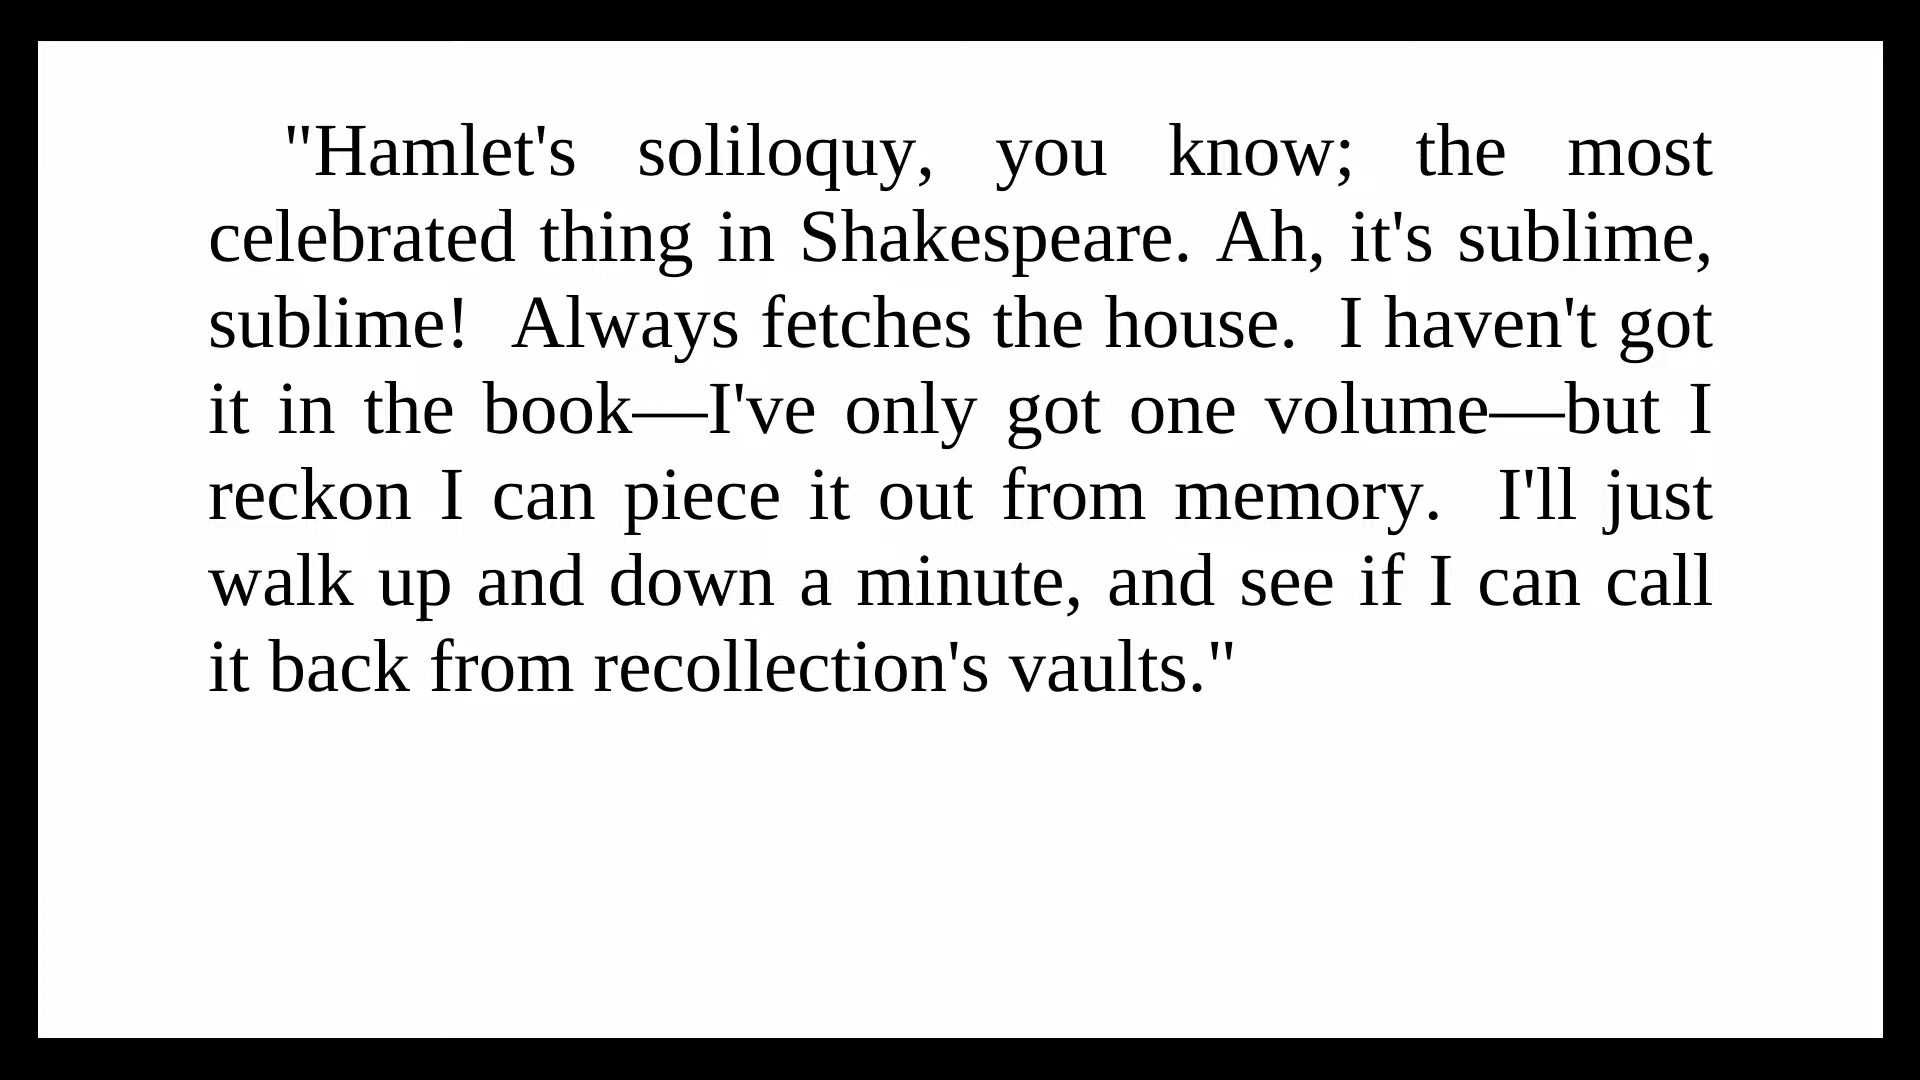 "Hamlet's soliloquy, you know; the most
celebrated thing in Shakespeare. Ah, it's sublime,
sublime!  Always fetches the house.  I haven't got
it in the book—I've only got one volume—but I
reckon I can piece it out from memory.  I'll just
walk up and down a minute, and see if I can call
it back from recollection's vaults."